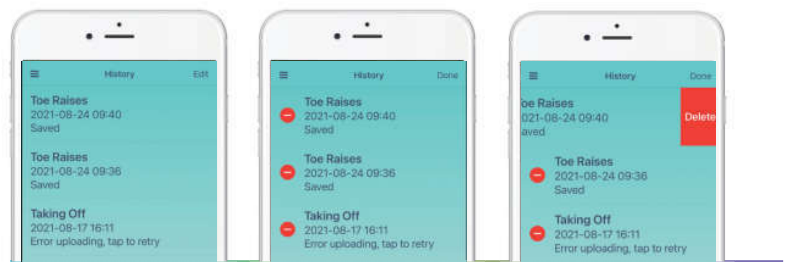 History Edit
Toe Raises
2021-08-24 09:40
Saved
Toe Raises
2021-08-24 09:36
Saved
Taking Off
2021-08-17 16:11
Error uploading, tap to retry
History Done
Toe Raises
2021-08-24 09:40
Saved
Toe Raises
2021-08-24 09:36
Saved
Taking Off
2021-08-17 16:11
Error uploading, tap to retry
History Done
oe Raises
021-08-24 09:40
aved
Delete
Toe Raises
2021-08-24 09:36
Saved
Taking Off
2021-08-17 16:11
Error uploading, tap to retry